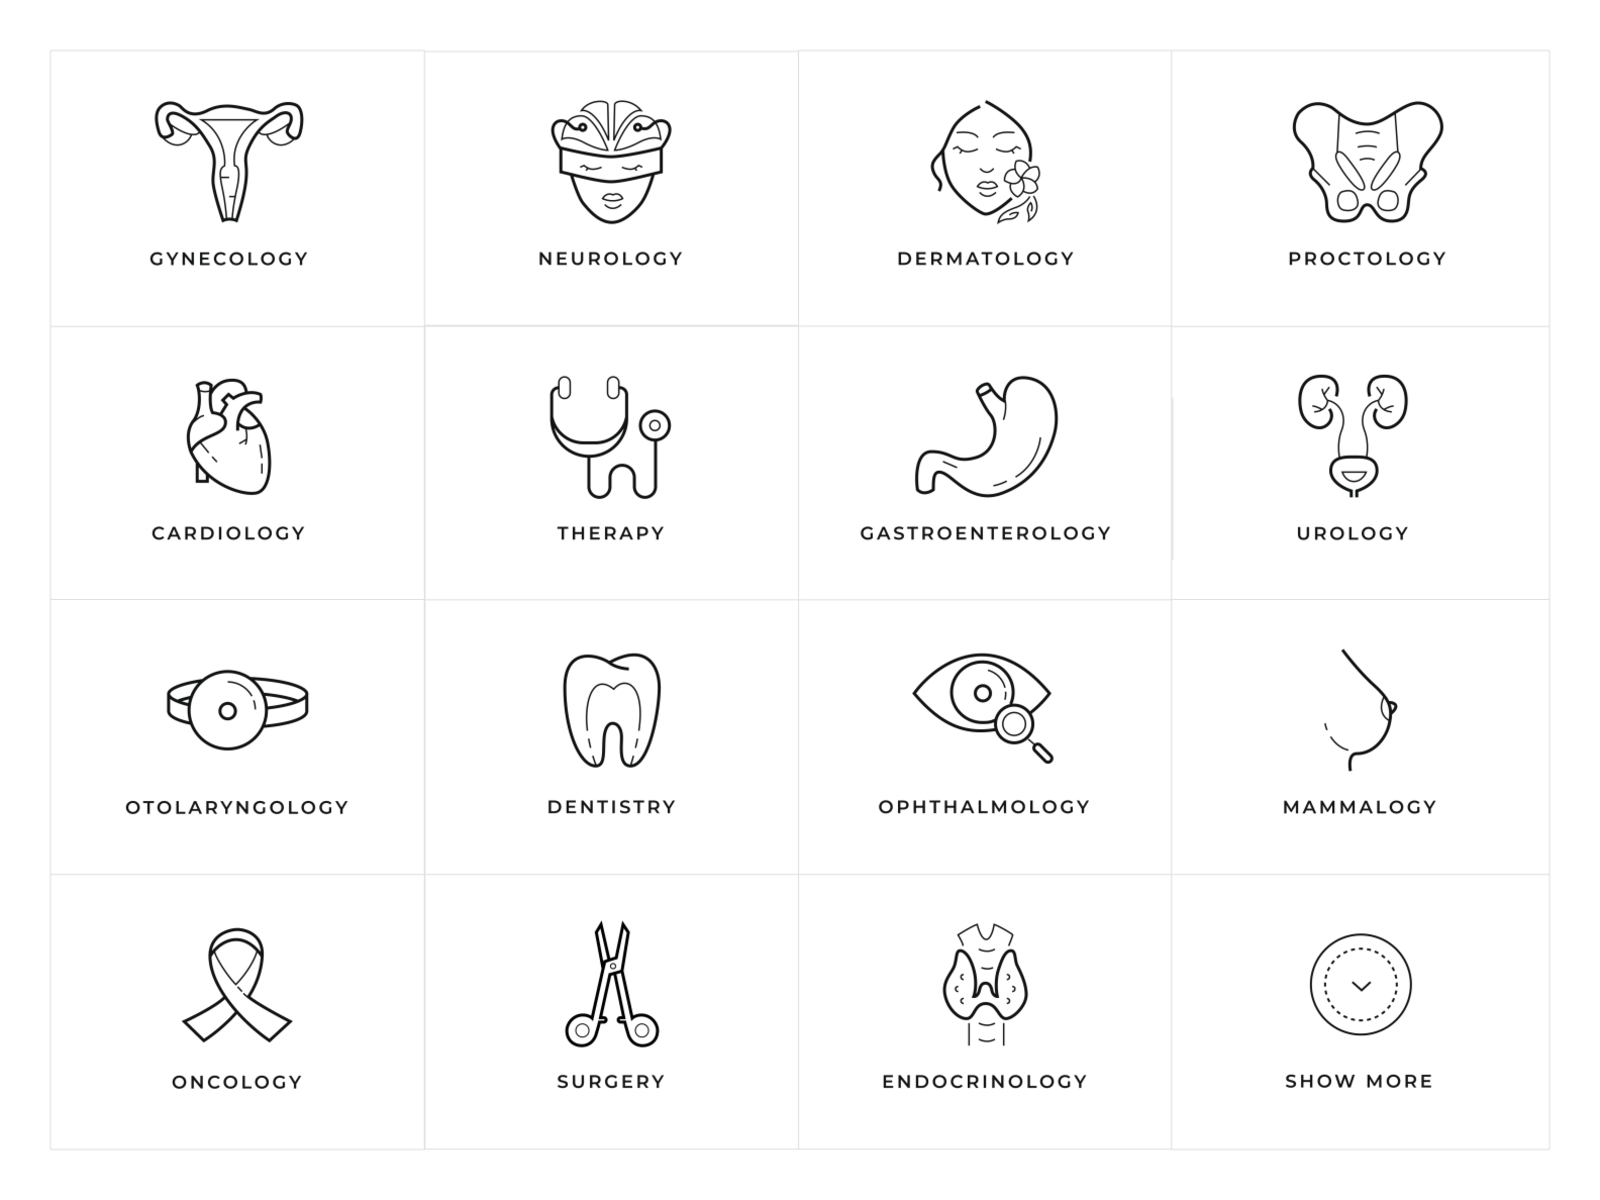 GYNECOLOGY
NEUROLOGY
DERMATOLOGY
PROCTOLOGY
CARDIOLOGY
THERAPY
GASTROENTEROLOGY
UROLOGY
OTOLARYNGOLOGY
DENTISTRY
OPHTHALMOLOGY
MAMMALOGY
ONCOLOGY
SURGERY
ENDOCRINOLOGY
SHOW MORE